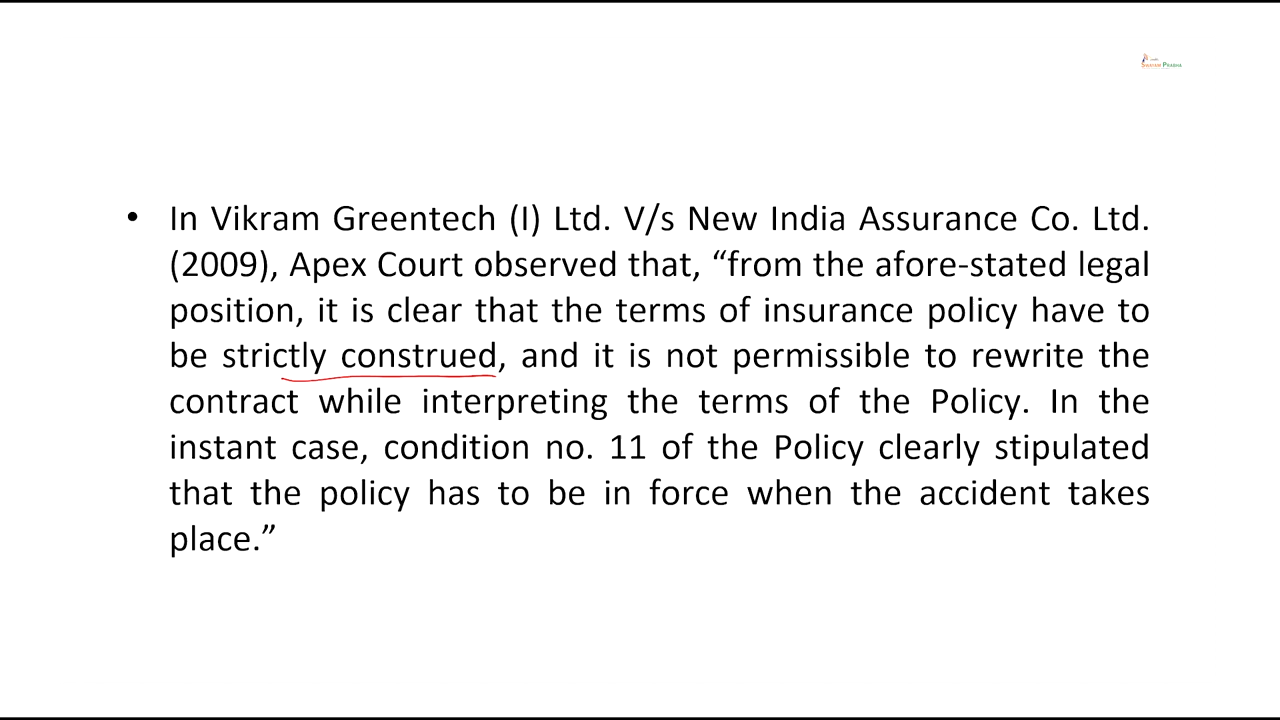 SWAYAM PRABHA
• In Vikram Greentech (I) Ltd. V/s New India Assurance Co. Ltd.
(2009), Apex Court observed that, “from the afore-stated legal
position, it is clear that the terms of insurance policy have to
be strictly construed, and it is not permissible to rewrite the
contract while interpreting the terms of the Policy. In the
instant case, condition no. 11 of the Policy clearly stipulated
that the policy has to be in force when the accident takes
place.”